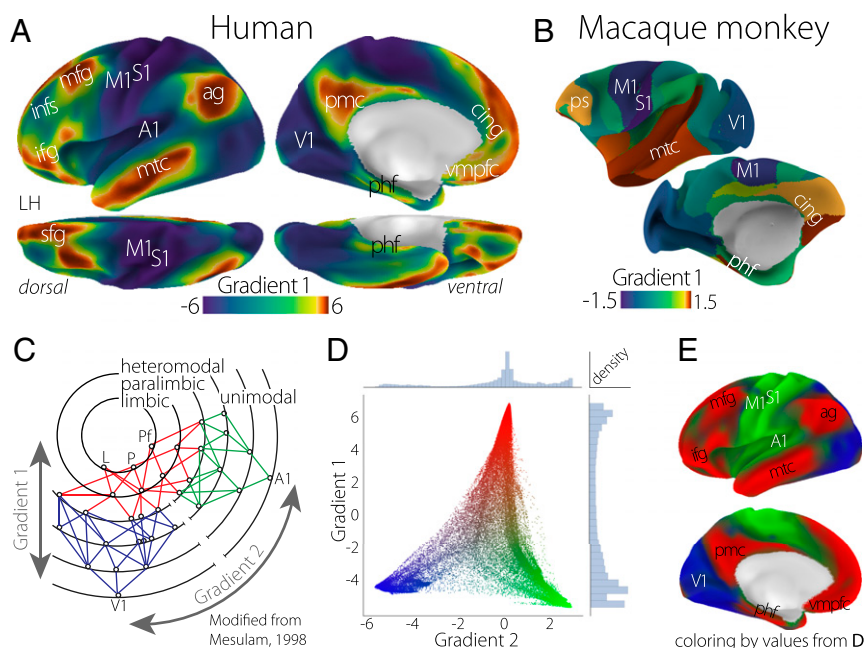 A
Human
B
Macaque monkey
mfg
M1
S1
infs
ag
A1
ifg
mtc
LH
pmc
V1
cing
vmpfc
phf
ps
M1
S1
V1
mtc
M1
cing
phf
sfg
M1
S1
phf
dorsal
Gradient 1
ventral
-6
6
Gradient 1
-1.5
1.5
C
heteromodal
paralimbic
limbic
unimodal
Pf
L
P
A1
V1
Gradient 1
Gradient 2
Modified from
Mesulam, 1998
D
density
6
4
2
0
-2
-4
Gradient 1
-6
-4
-2
0
2
Gradient 2
E
mfg
M1
S1
ag
A1
ifg
mtc
pmc
V1
phf
vmpfc
coloring by values from D